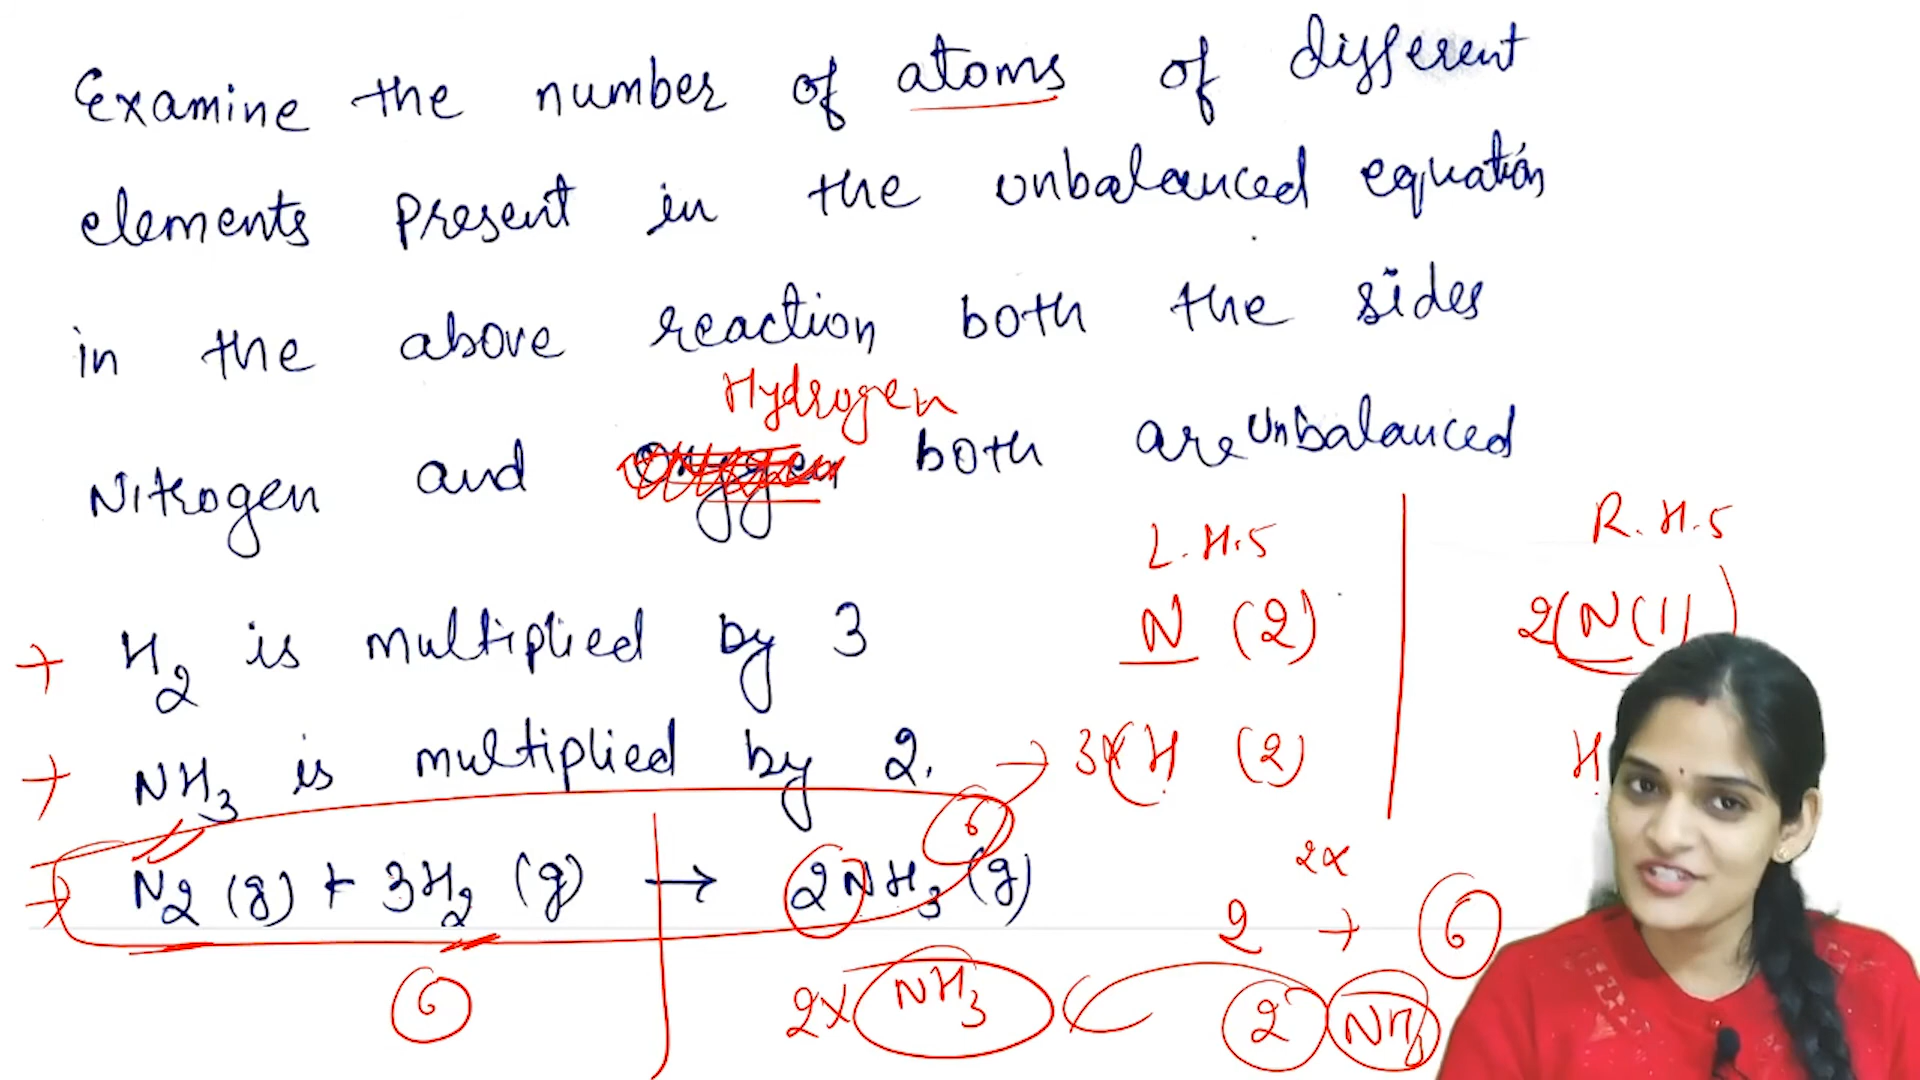 Examine the number of atoms of different
elements present in the unbalanced equation
in the above reaction both the sides
Hydrogen
Nitrogen and oxygen both are unbalanced
L.H.S R.H.S
→ H2 is multiplied by 3 N (2) 2(N(1))
→ NH3 is multiplied by 2. → 3×(H (2) H
6
→ N2 (g) + 3H2 (g) → 2NH3 (g)
2×
2 → 6
6 2×NH3 2 NH3